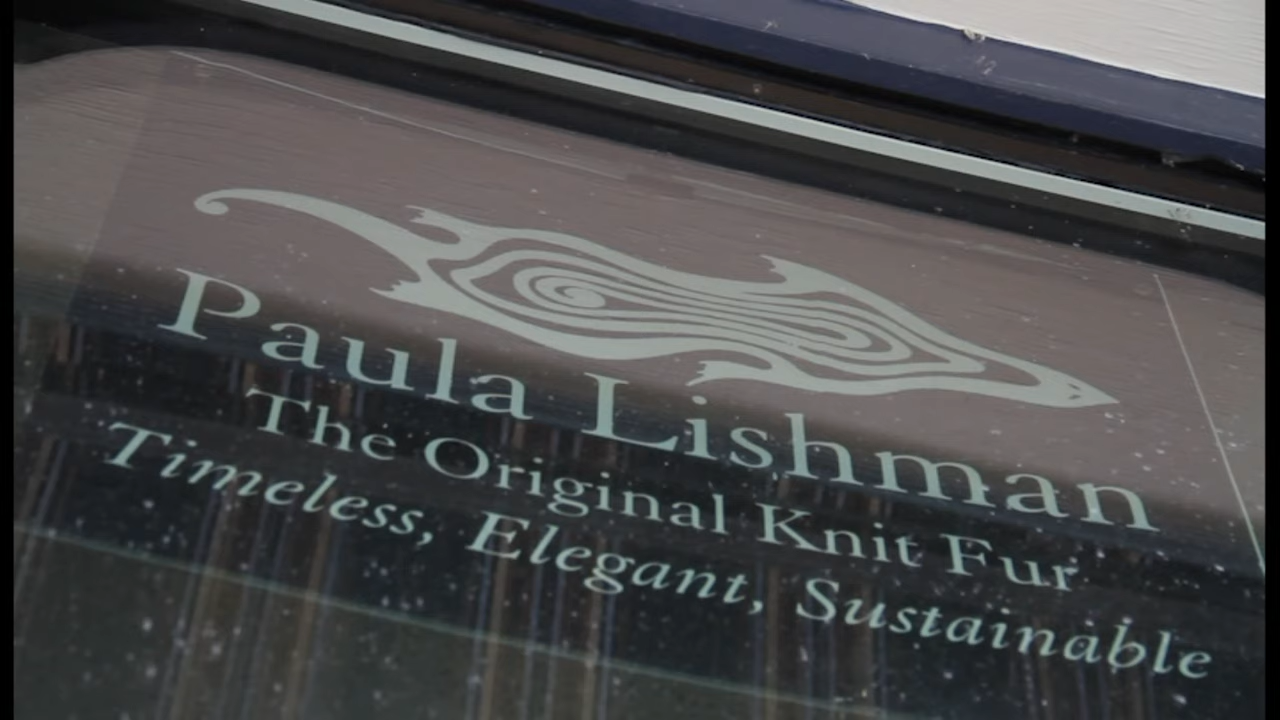 Paula Lishman
The Original Knit Fur
Timeless, Elegant, Sustainable